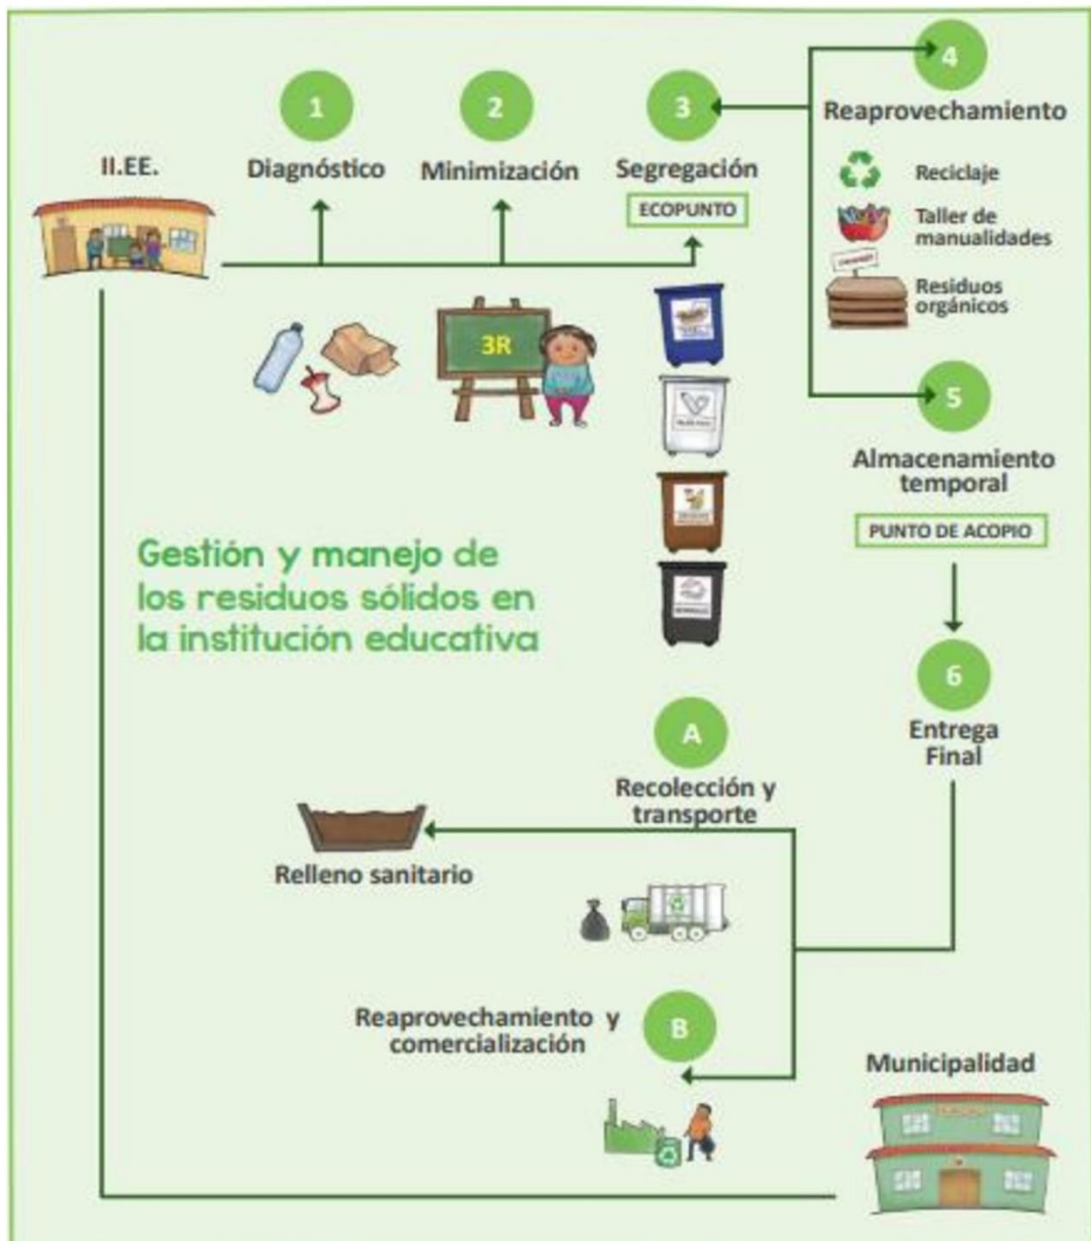 1
Diagnóstico
2
Minimización
3
Segregación
ECOPUNTO
4
Reaprovechamiento
Reciclaje
Taller de
manualidades
Residuos
orgánicos
II.EE.
3R
5
Almacenamiento
temporal
PUNTO DE ACOPIO
Gestión y manejo de
los residuos sólidos en
la institución educativa
6
Entrega
Final
A
Recolección y
transporte
Relleno sanitario
Reaprovechamiento y
comercialización
B
Municipalidad